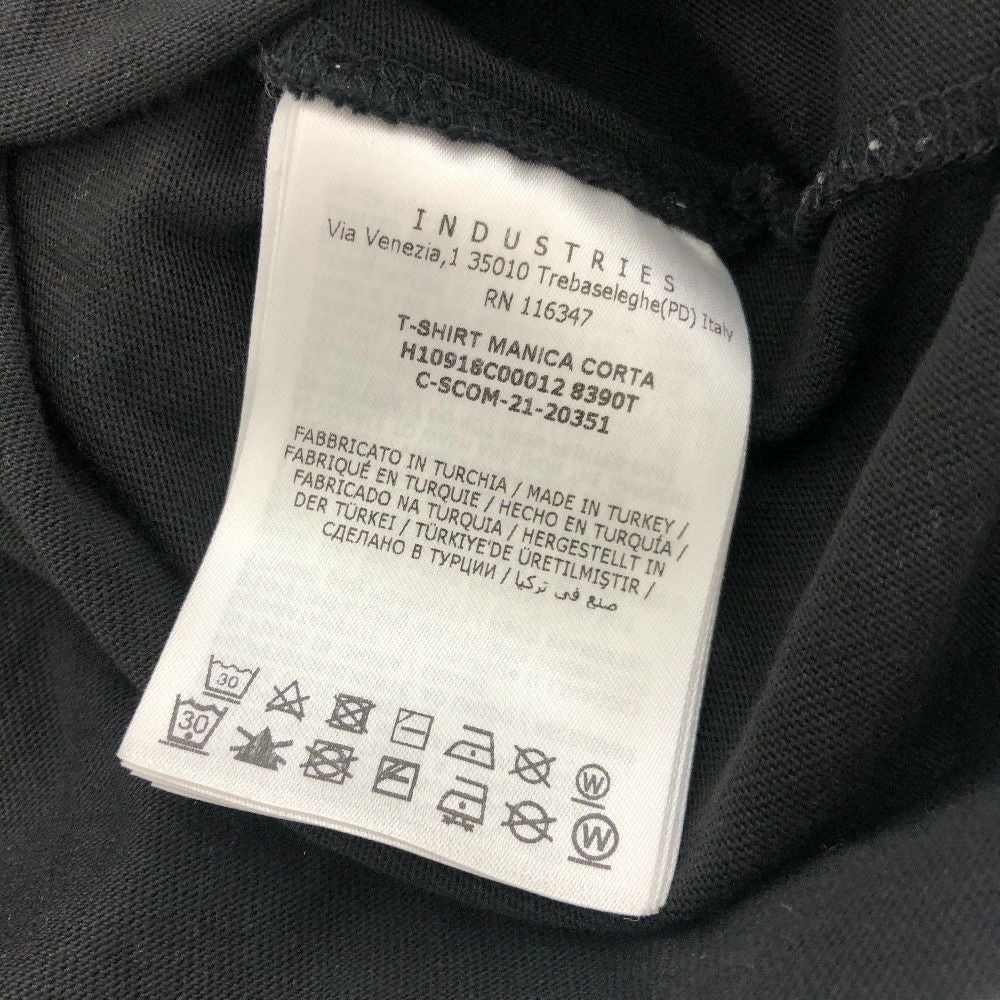 INDUSTRIES
Via Venezia,1 35010 Trebaseleghe(PD) Italy
RN 116347
T-SHIRT MANICA CORTA
H10918C00012 8390T
C-SCOM-21-20351
FABBRICATO IN TURCHIA / MADE IN TURKEY /
FABRIQUÉ EN TURQUIE / HECHO EN TURQUÍA /
FABRICADO NA TURQUIA / HERGESTELLT IN
DER TÜRKEI / TÜRKIYE'DE ÜRETILMIŞTIR /
СДЕЛАНО В ТУРЦИИ / صنع في تركيا
30
W
30
W